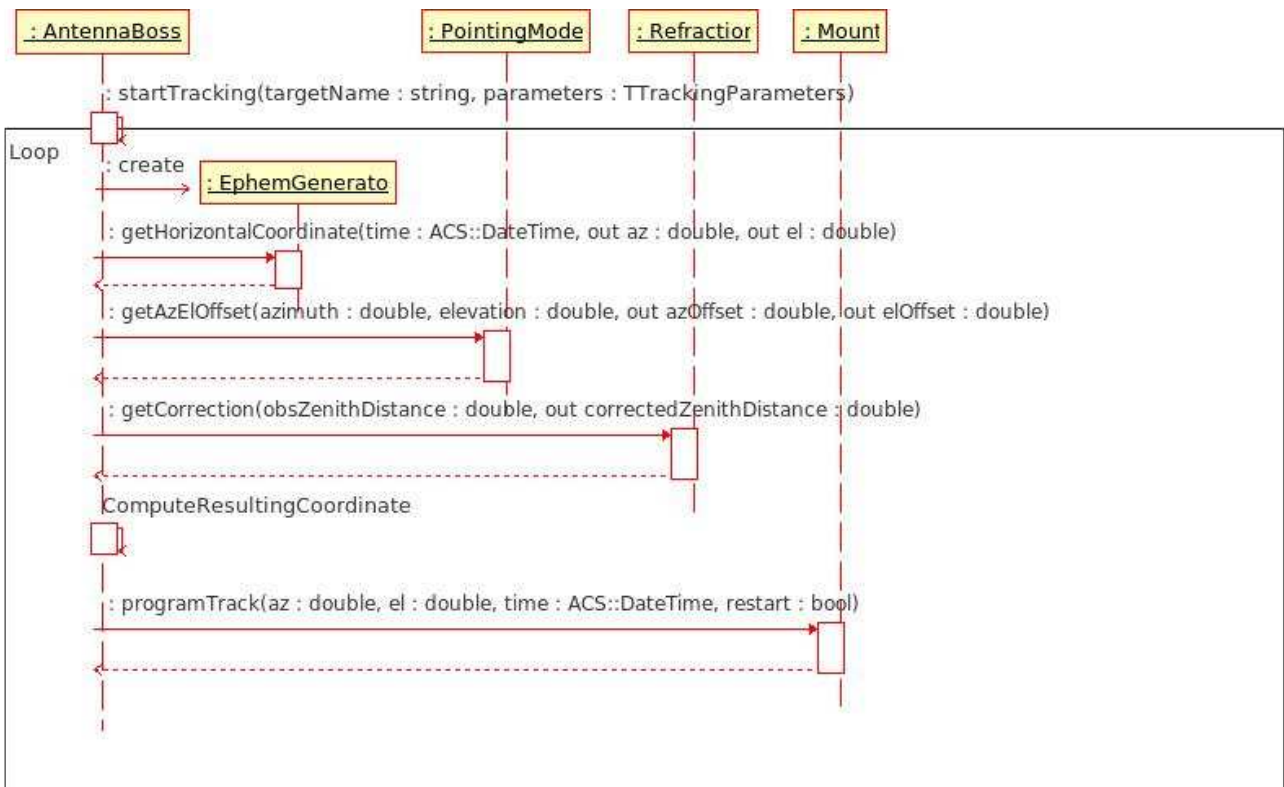 : AntennaBoss
: PointingMode
: Refraction
: Mount
: startTracking(targetName : string, parameters : TTrackingParameters)
Loop
: create
: EphemGenerato
: getHorizontalCoordinate(time : ACS::DateTime, out az : double, out el : double)
: getAzElOffset(azimuth : double, elevation : double, out azOffset : double, out elOffset : double)
: getCorrection(obsZenithDistance : double, out correctedZenithDistance : double)
ComputeResultingCoordinate
: programTrack(az : double, el : double, time : ACS::DateTime, restart : bool)